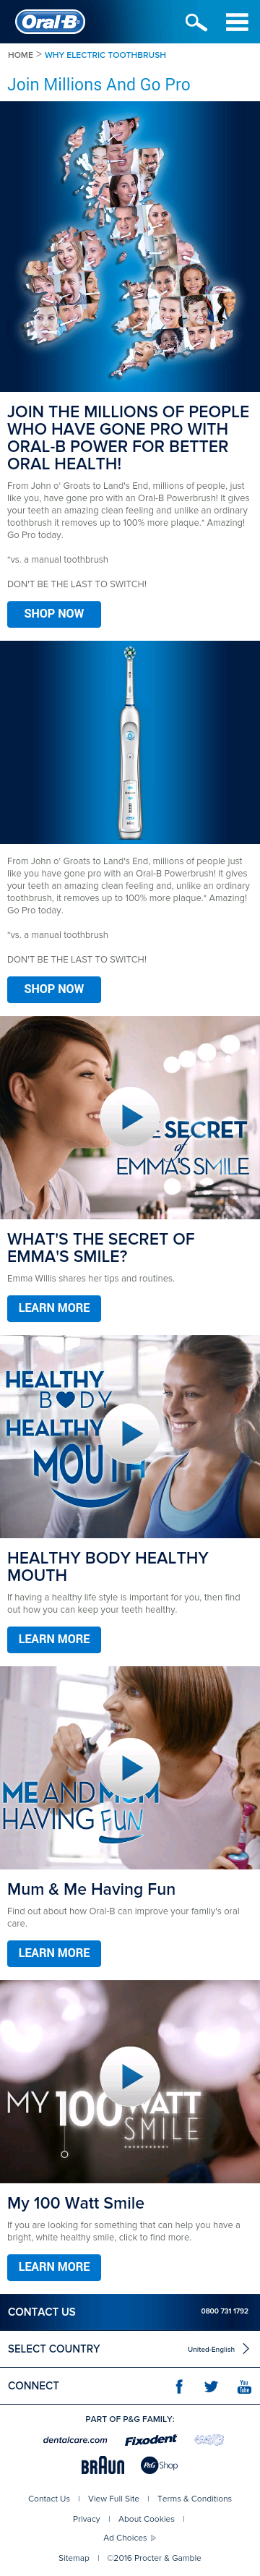 Oral-B
HOME > WHY ELECTRIC TOOTHBRUSH
Join Millions And Go Pro
JOIN THE MILLIONS OF PEOPLE
WHO HAVE GONE PRO WITH
ORAL-B POWER FOR BETTER
ORAL HEALTH!
From John o' Groats to Land's End, millions of people, just
like you, have gone pro with an Oral-B Powerbrush! It gives
your teeth an amazing clean feeling and unlike an ordinary
toothbrush it removes up to 100% more plaque.* Amazing!
Go Pro today.
*vs. a manual toothbrush
DON'T BE THE LAST TO SWITCH!
SHOP NOW
From John o' Groats to Land's End, millions of people just
like you have gone pro with an Oral-B Powerbrush! It gives
your teeth an amazing clean feeling and, unlike an ordinary
toothbrush, it removes up to 100% more plaque.* Amazing!
Go Pro today.
*vs. a manual toothbrush
DON'T BE THE LAST TO SWITCH!
SHOP NOW
SECRET
of
EMMA'S SMILE
WHAT'S THE SECRET OF
EMMA'S SMILE?
Emma Willis shares her tips and routines.
LEARN MORE
HEALTHY
BODY
HEALTHY
MOUTH
HEALTHY BODY HEALTHY
MOUTH
If having a healthy life style is important for you, then find
out how you can keep your teeth healthy.
LEARN MORE
ME AND MUM
HAVING FUN
Mum & Me Having Fun
Find out about how Oral-B can improve your family's oral
care.
LEARN MORE
MY 100 WATT
SMILE
My 100 Watt Smile
If you are looking for something that can help you have a
bright, white healthy smile, click to find more.
LEARN MORE
CONTACT US 0800 731 1792
SELECT COUNTRY United-English
CONNECT You Tube
PART OF P&G FAMILY:
dentalcare.com Fixodent
BRAUN P&G Shop
Contact Us | View Full Site | Terms & Conditions
Privacy | About Cookies |
Ad Choices
Sitemap | ©2016 Procter & Gamble